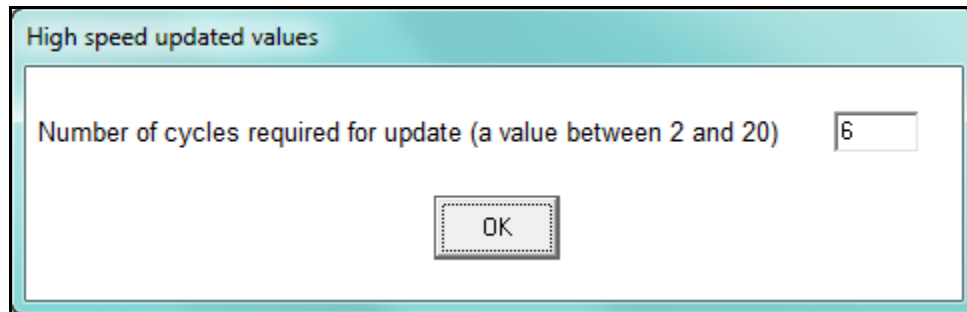 High speed updated values
Number of cycles required for update (a value between 2 and 20) 6
OK